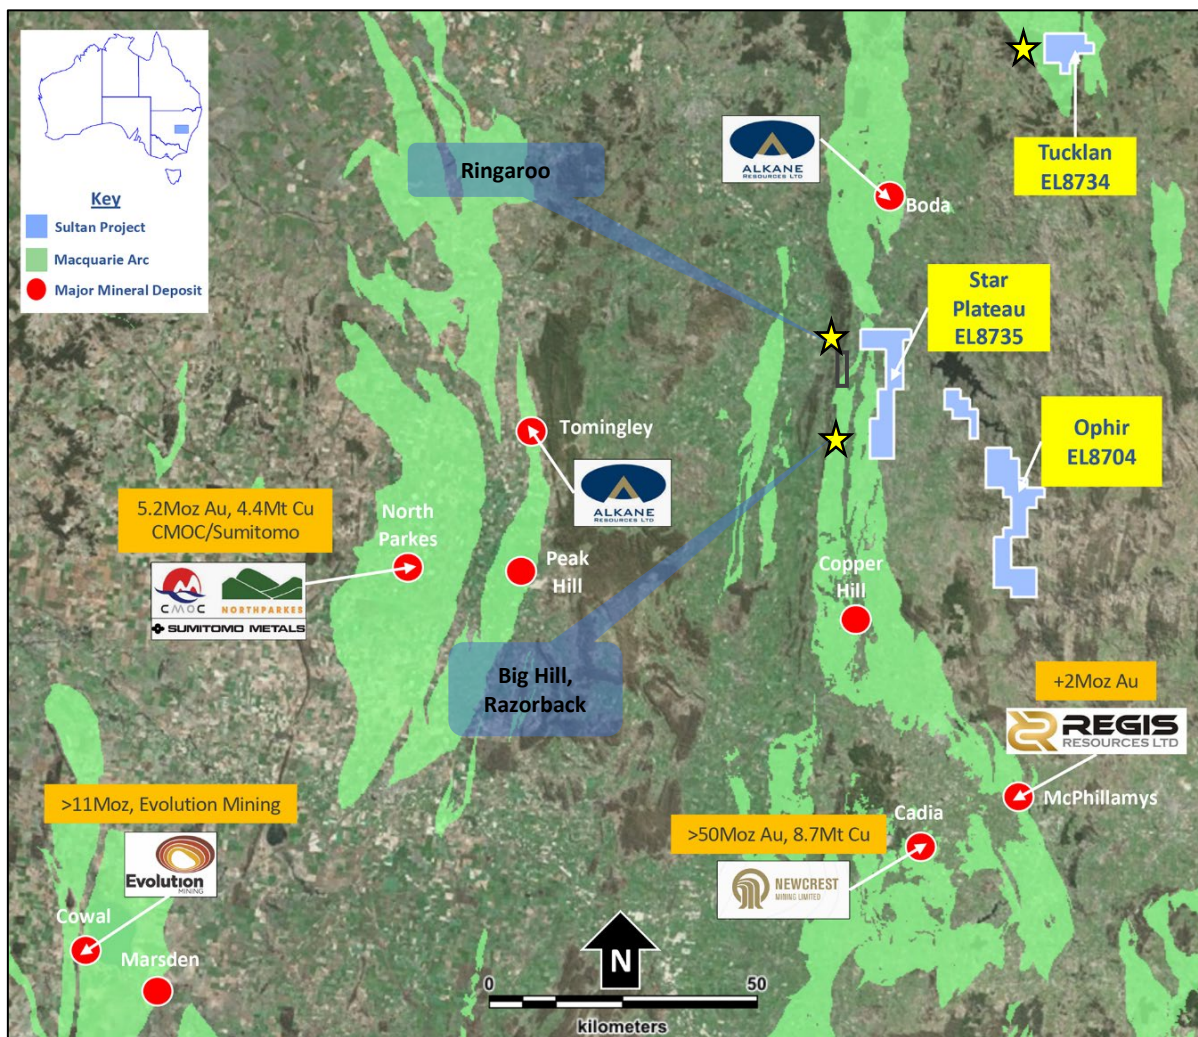 Key
Sultan Project
Macquarie Arc
Major Mineral Deposit
Ringaroo
ALKANE
RESOURCES LTD
Boda
Tucklan
EL8734
Star
Plateau
EL8735
Ophir
EL8704
Tomingley
ALKANE
RESOURCES LTD
5.2Moz Au, 4.4Mt Cu
CMOC/Sumitomo
North
Parkes
CMOC
NORTHPARKES
SUMITOMO METALS
Peak
Hill
Copper
Hill
Big Hill,
Razorback
+2Moz Au
REGIS
RESOURCES LTD
McPhillamys
>11Moz, Evolution Mining
Evolution
MINING
Cowal
Marsden
>50Moz Au, 8.7Mt Cu
Cadia
NEWCREST
MINING LIMITED
N
0
50
kilometers